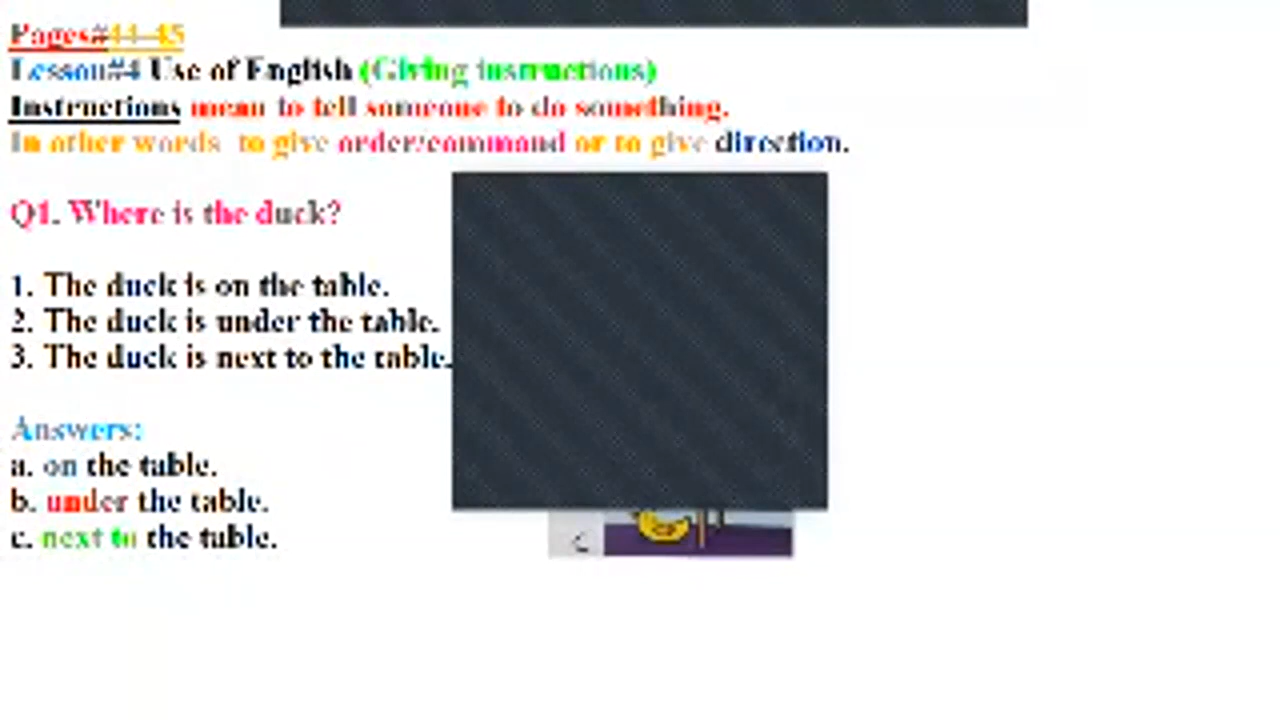 Pages#44-45
Lesson#4 Use of English (Giving instructions)
Instructions mean to tell someone to do something.
In other words to give order/command or to give direction.
Q1. Where is the duck?
1. The duck is on the table.
2. The duck is under the table.
3. The duck is next to the table.
Answers:
a. on the table.
b. under the table.
c. next to the table.
C